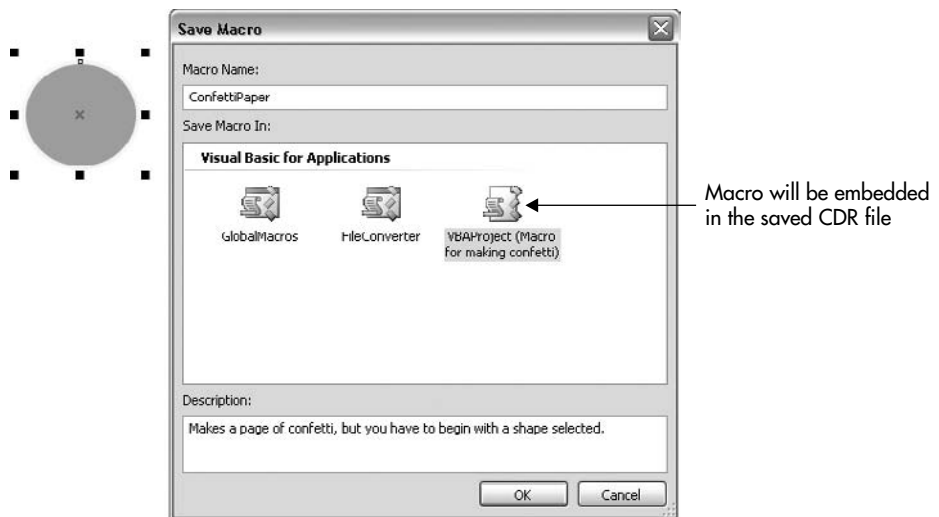 Save Macro
Macro Name:
ConfettiPaper
Save Macro In:
Visual Basic for Applications
GlobalMacros
FileConverter
VBAProject (Macro
for making confetti)
Macro will be embedded
in the saved CDR file
Description:
Makes a page of confetti, but you have to begin with a shape selected.
OK
Cancel